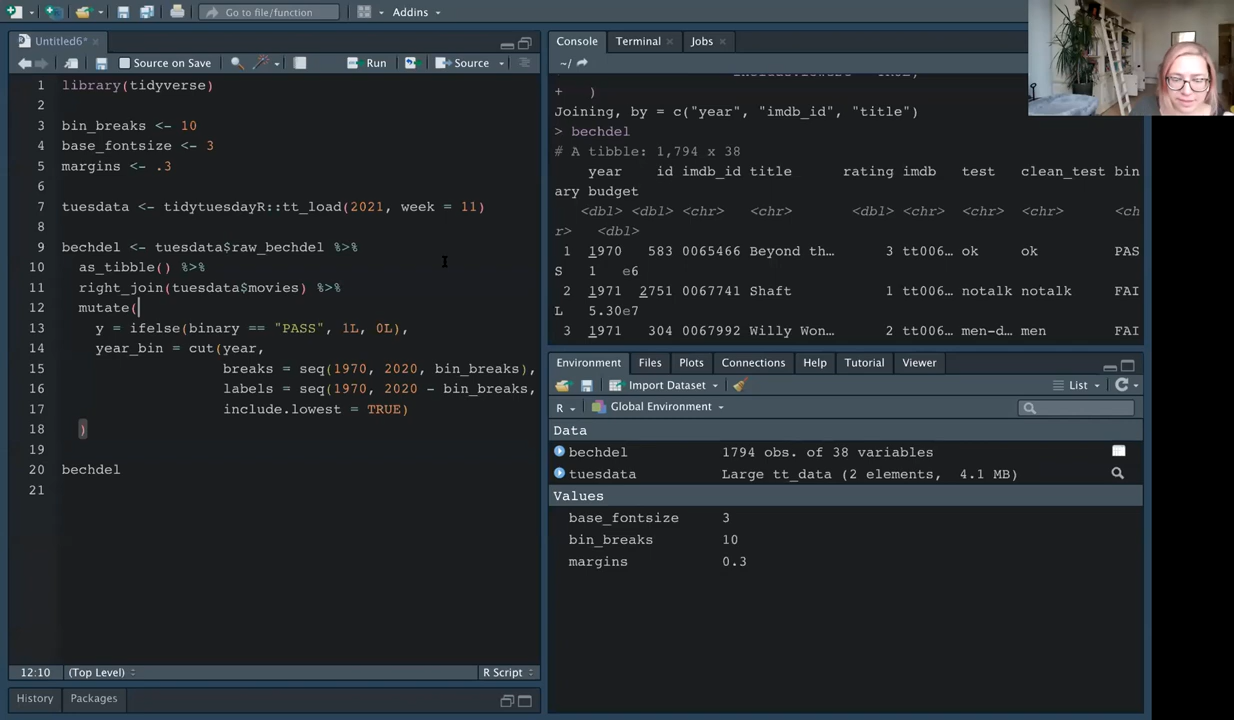 Go to file/function
Addins
Untitled6*
Source on Save
Run
Source
1 library(tidyverse)
2
3 bin_breaks <- 10
4 base_fontsize <- 3
5 margins <- .3
6
7 tuesdata <- tidytuesdayR::tt_load(2021, week = 11)
8
9 bechdel <- tuesdata$raw_bechdel %>%
10 as_tibble() %>%
11 right_join(tuesdata$movies) %>%
12 mutate(
13 y = ifelse(binary == "PASS", 1L, 0L),
14 year_bin = cut(year,
15 breaks = seq(1970, 2020, bin_breaks),
16 labels = seq(1970, 2020 - bin_breaks,
17 include.lowest = TRUE)
18 )
19
20 bechdel
21
12:10 (Top Level) R Script
History Packages
Console Terminal Jobs
~/
+ )
Joining, by = c("year", "imdb_id", "title")
> bechdel
# A tibble: 1,794 x 38
year id imdb_id title rating imdb test clean_test bin
ary budget
<dbl> <dbl> <chr> <chr> <dbl> <chr> <chr> <chr> <ch
r> <dbl>
1 1970 583 0065466 Beyond th… 3 tt006… ok ok PAS
S 1 e6
2 1971 2751 0067741 Shaft 1 tt006… notalk notalk FAI
L 5.30e7
3 1971 304 0067992 Willy Won… 2 tt006… men-d… men FAI
Environment Files Plots Connections Help Tutorial Viewer
Import Dataset List
R Global Environment
Data
bechdel 1794 obs. of 38 variables
tuesdata Large tt_data (2 elements, 4.1 MB)
Values
base_fontsize 3
bin_breaks 10
margins 0.3